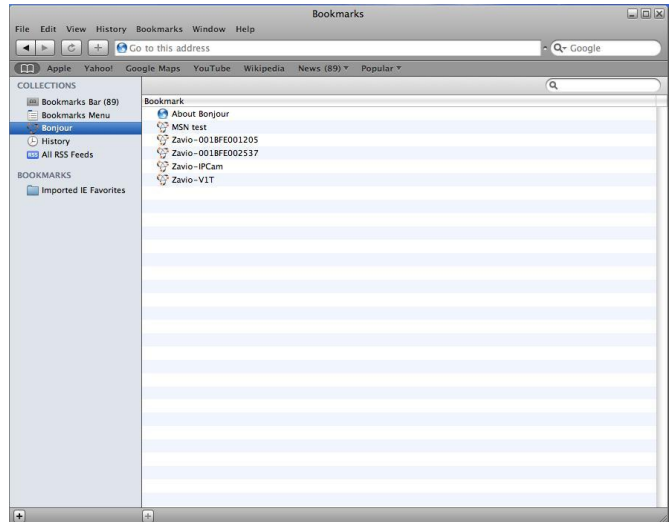 Bookmarks
File Edit View History Bookmarks Window Help
Go to this address
Google
Apple Yahoo! Google Maps YouTube Wikipedia News (89) Popular
COLLECTIONS
Bookmarks Bar (89)
Bookmarks Menu
Bonjour
History
RSS All RSS Feeds
BOOKMARKS
Imported IE Favorites
Bookmark
About Bonjour
MSN test
Zavio-001BFE001205
Zavio-001BFE002537
Zavio-IPCam
Zavio-V1T